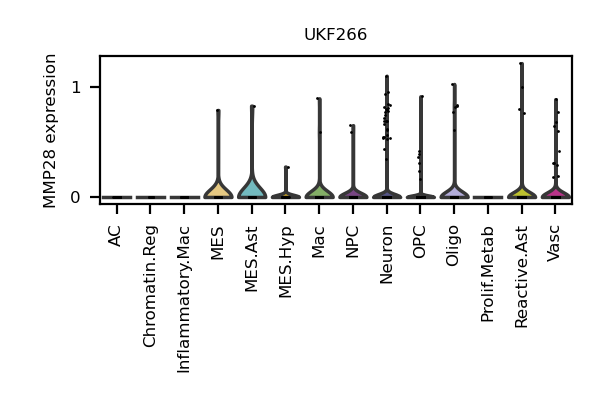 UKF266
MMP28 expression
1
0
AC
Chromatin.Reg
Inflammatory.Mac
MES
MES.Ast
MES.Hyp
Mac
NPC
Neuron
OPC
Oligo
Prolif.Metab
Reactive.Ast
Vasc